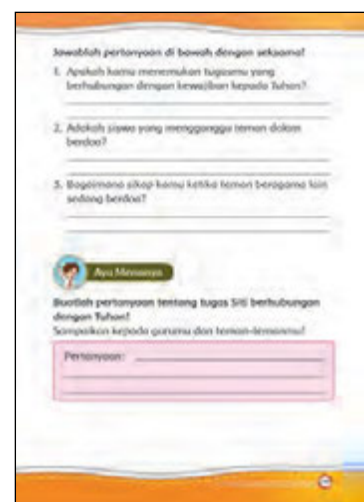 Jawablah pertanyaan di bawah dengan seksama!
1. Apakah kamu menemukan tugasmu yang
berhubungan dengan kewajiban kepada Tuhan?
2. Adakah siswa yang mengganggu teman dalam
berdoa?
3. Bagaimana sikap kamu ketika teman beragama lain
sedang berdoa?
Ayo Menanya
Buatlah pertanyaan tentang tugas Siti berhubungan
dengan Tuhan!
Sampaikan kepada gurumu dan teman-temanmu!
Pertanyaan: